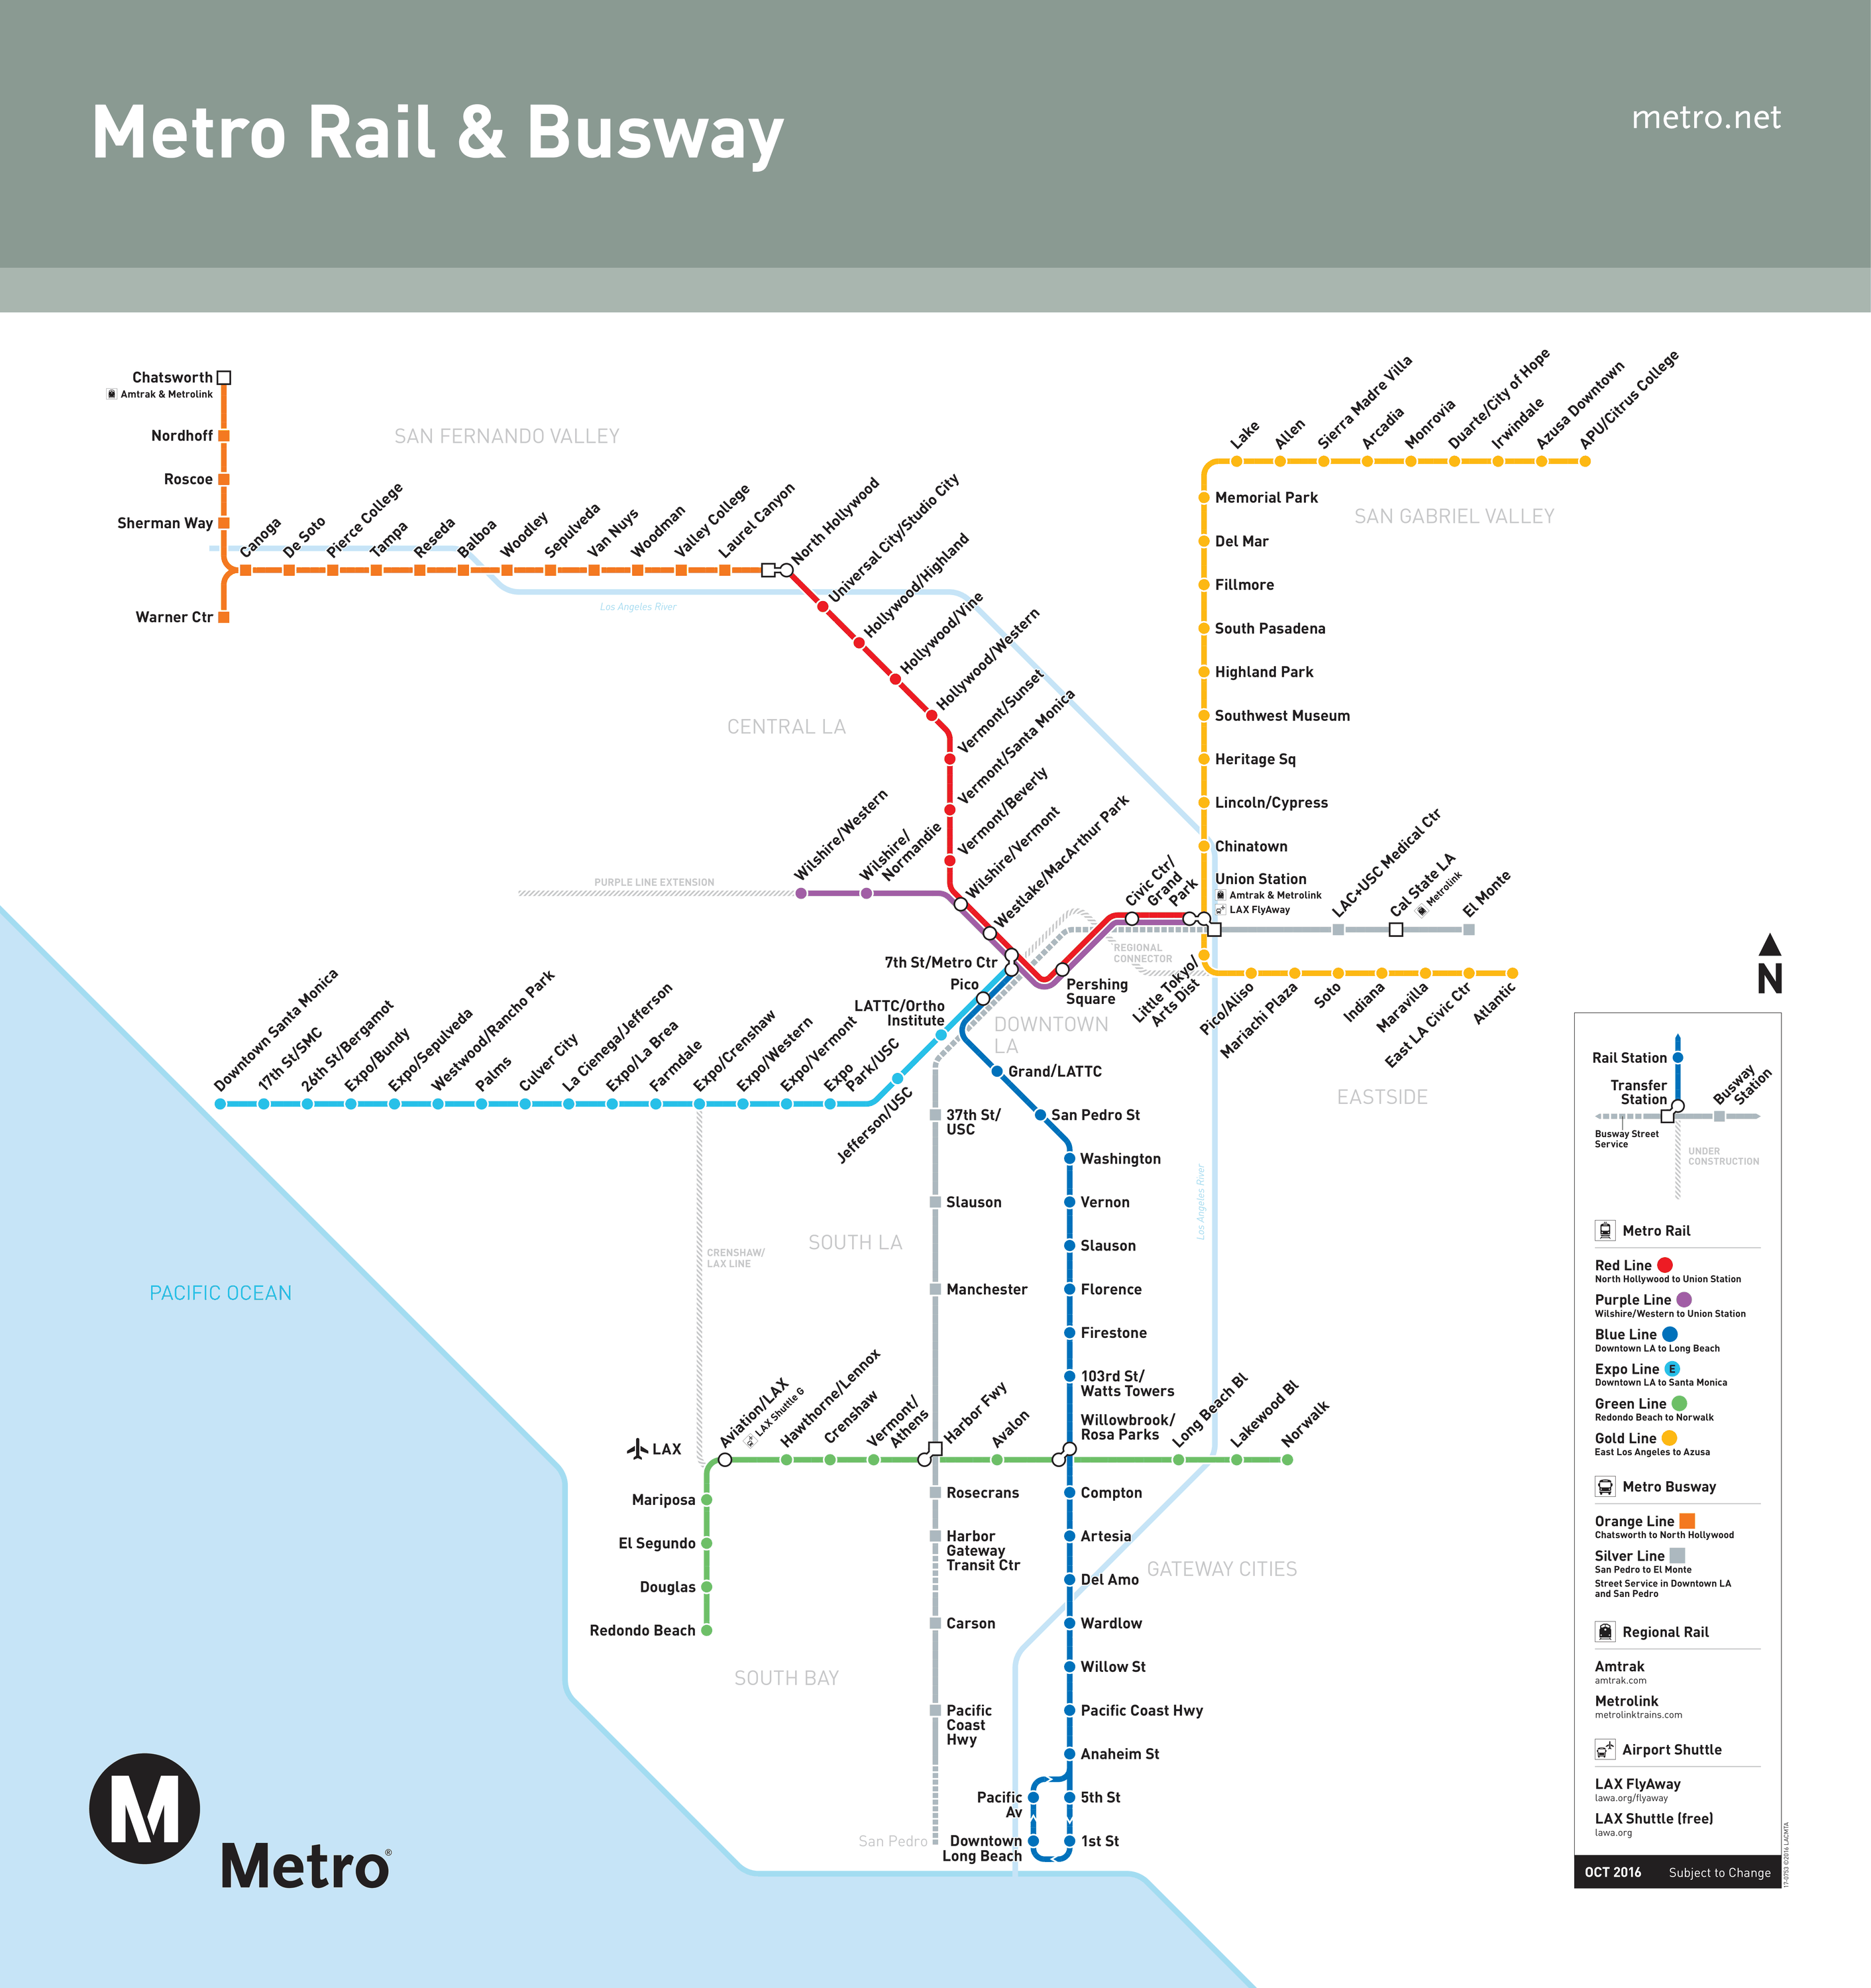 Metro Rail & Busway
metro.net
Chatsworth
Amtrak & Metrolink
Nordhoff
Roscoe
Sherman Way
Warner Ctr
SAN FERNANDO VALLEY
Canoga
De Soto
Pierce College
Tampa
Reseda
Balboa
Woodley
Sepulveda
Van Nuys
Woodman
Valley College
Laurel Canyon
North Hollywood
Los Angeles River
Universal City/Studio City
Hollywood/Highland
Hollywood/Vine
Hollywood/Western
Vermont/Sunset
Vermont/Santa Monica
Vermont/Beverly
CENTRAL LA
Wilshire/Western
Wilshire/
Normandie
Wilshire/Vermont
Westlake/MacArthur Park
PURPLE LINE EXTENSION
7th St/Metro Ctr
Pershing
Square
Civic Ctr/
Grand
Park
REGIONAL
CONNECTOR
Lake
Allen
Sierra Madre Villa
Arcadia
Monrovia
Duarte/City of Hope
Irwindale
Azusa Downtown
APU/Citrus College
SAN GABRIEL VALLEY
Memorial Park
Del Mar
Fillmore
South Pasadena
Highland Park
Southwest Museum
Heritage Sq
Lincoln/Cypress
Chinatown
Union Station
Amtrak & Metrolink
LAX FlyAway
LAC+USC Medical Ctr
Cal State LA
Metrolink
El Monte
Little Tokyo/
Arts Dist
Pico/Aliso
Mariachi Plaza
Soto
Indiana
Maravilla
East LA Civic Ctr
Atlantic
EASTSIDE
Pico
LATTC/Ortho
Institute
DOWNTOWN
LA
Downtown Santa Monica
17th St/SMC
26th St/Bergamot
Expo/Bundy
Expo/Sepulveda
Westwood/Rancho Park
Palms
Culver City
La Cienega/Jefferson
Expo/La Brea
Farmdale
Expo/Crenshaw
Expo/Western
Expo/Vermont
Expo
Park/USC
Jefferson/USC
Grand/LATTC
San Pedro St
Washington
Vernon
Slauson
Florence
Firestone
103rd St/
Watts Towers
Willowbrook/
Rosa Parks
Los Angeles River
37th St/
USC
Slauson
Manchester
SOUTH LA
CRENSHAW/
LAX LINE
PACIFIC OCEAN
LAX
Aviation/LAX
LAX Shuttle G
Hawthorne/Lennox
Crenshaw
Vermont/
Athens
Harbor Fwy
Avalon
Long Beach Bl
Lakewood Bl
Norwalk
Mariposa
El Segundo
Douglas
Redondo Beach
SOUTH BAY
Rosecrans
Harbor
Gateway
Transit Ctr
Carson
Pacific
Coast
Hwy
San Pedro
Compton
Artesia
Del Amo
Wardlow
Willow St
Pacific Coast Hwy
Anaheim St
5th St
1st St
Pacific
Av
Downtown
Long Beach
GATEWAY CITIES
N
Rail Station
Transfer
Station
Busway
Station
Busway Street
Service
UNDER
CONSTRUCTION
Metro Rail
Red Line
North Hollywood to Union Station
Purple Line
Wilshire/Western to Union Station
Blue Line
Downtown LA to Long Beach
Expo Line E
Downtown LA to Santa Monica
Green Line
Redondo Beach to Norwalk
Gold Line
East Los Angeles to Azusa
Metro Busway
Orange Line
Chatsworth to North Hollywood
Silver Line
San Pedro to El Monte
Street Service in Downtown LA
and San Pedro
Regional Rail
Amtrak
amtrak.com
Metrolink
metrolinktrains.com
Airport Shuttle
LAX FlyAway
lawa.org/flyaway
LAX Shuttle (free)
lawa.org
OCT 2016 Subject to Change
17-0753 ©2016 LACMTA
M
Metro®